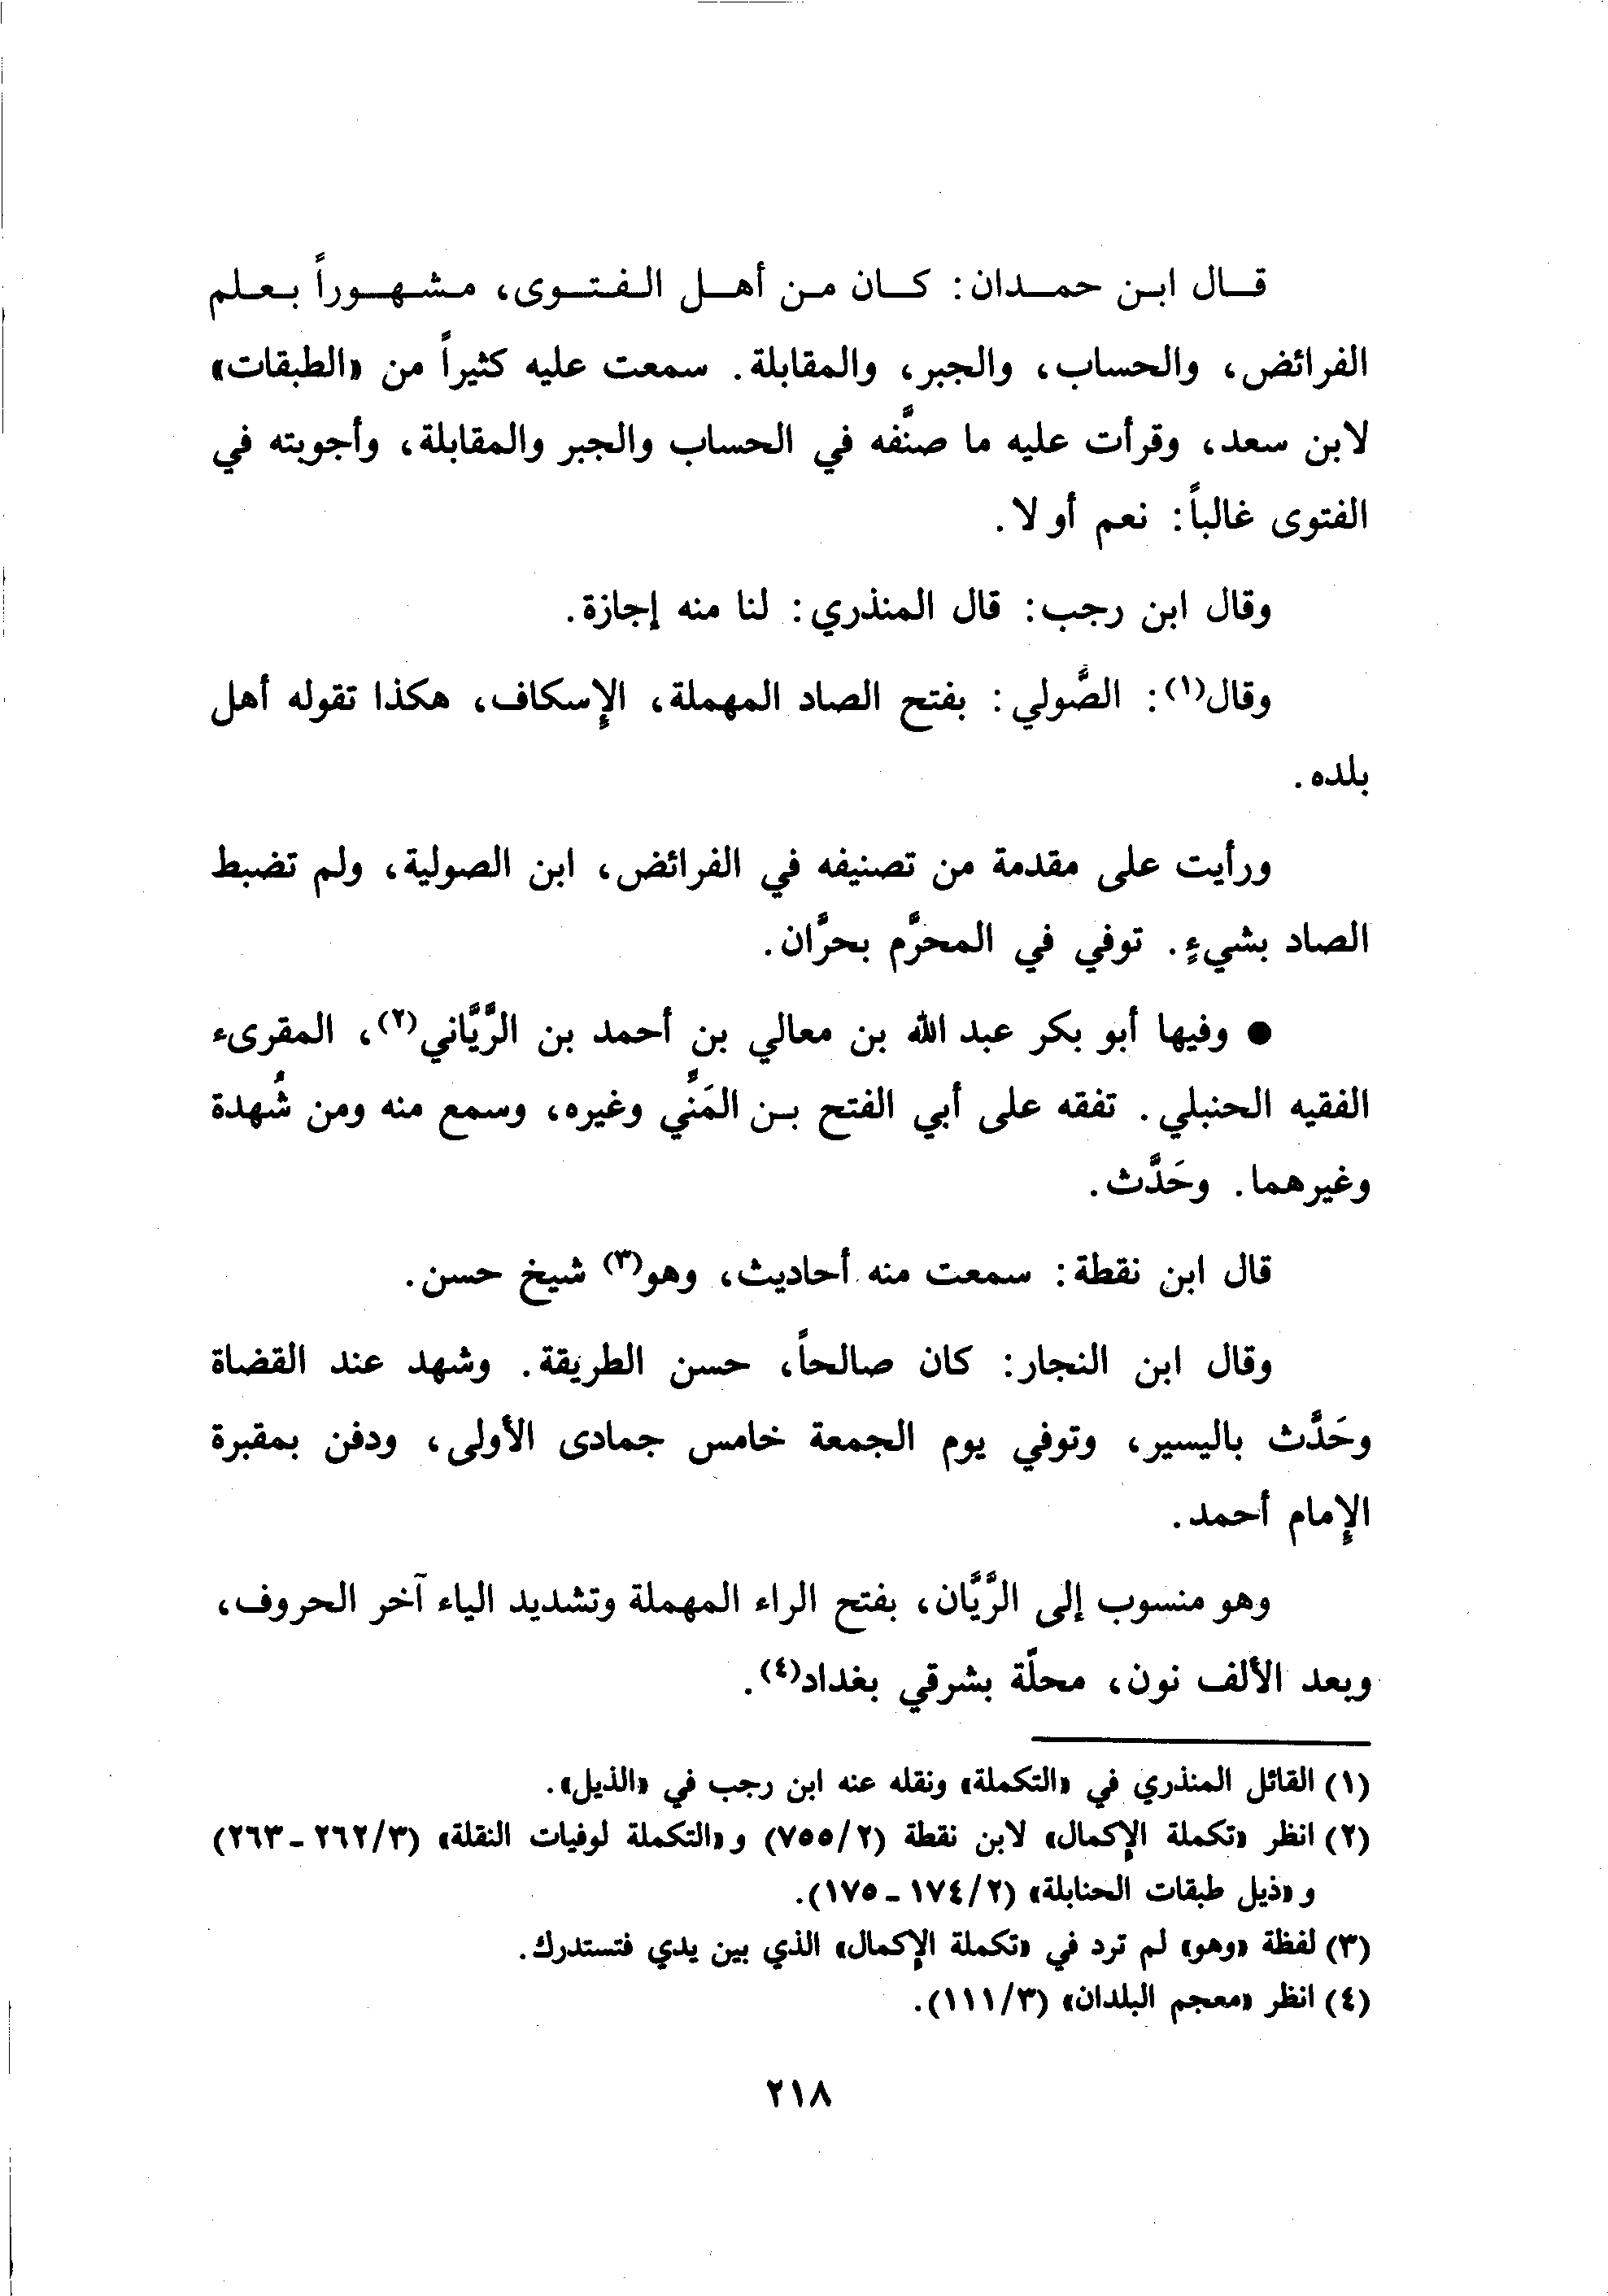 قال ابن حمدان: كان من أهل الفتوى، مشهوراً بعلم
الفرائض، والحساب، والجبر، والمقابلة. سمعت عليه كثيراً من «الطبقات»
لابن سعد، وقرأت عليه ما صنَّفه في الحساب والجبر والمقابلة، وأجوبته في
الفتوى غالباً: نعم أو لا.
وقال ابن رجب: قال المنذري: لنا منه إجازة.
وقال(١): الصَّولي: بفتح الصاد المهملة، الإسكاف، هكذا تقوله أهل
بلده.
ورأيت على مقدمة من تصنيفه في الفرائض، ابن الصولية، ولم تضبط
الصاد بشيءٍ. توفي في المحرَّم بحرَّان.
● وفيها أبو بكر عبد الله بن معالي بن أحمد بن الرَّيَّاني(٢)، المقرىء
الفقيه الحنبلي. تفقه على أبي الفتح بن المَنِّي وغيره، وسمع منه ومن شُهدة
وغيرهما. وحَدَّث.
قال ابن نقطة: سمعت منه أحاديث، وهو(٣) شيخ حسن.
وقال ابن النجار: كان صالحاً، حسن الطريقة. وشهد عند القضاة
وحَدَّث باليسير، وتوفي يوم الجمعة خامس جمادى الأولى، ودفن بمقبرة
الإمام أحمد.
وهو منسوب إلى الرَّيَّان، بفتح الراء المهملة وتشديد الياء آخر الحروف،
وبعد الألف نون، محلّة بشرقي بغداد(٤).
(١) القائل المنذري في «التكملة» ونقله عنه ابن رجب في «الذيل».
(٢) انظر «تكملة الإكمال» لابن نقطة (٢/٧٥٥) و«التكملة لوفيات النقلة» (٣/٢٦٢ - ٢٦٣)
و«ذيل طبقات الحنابلة» (٢/١٧٤ - ١٧٥).
(٣) لفظة «وهو» لم ترد في «تكملة الإكمال» الذي بين يدي فتستدرك.
(٤) انظر «معجم البلدان» (٣/١١١).
٢١٨